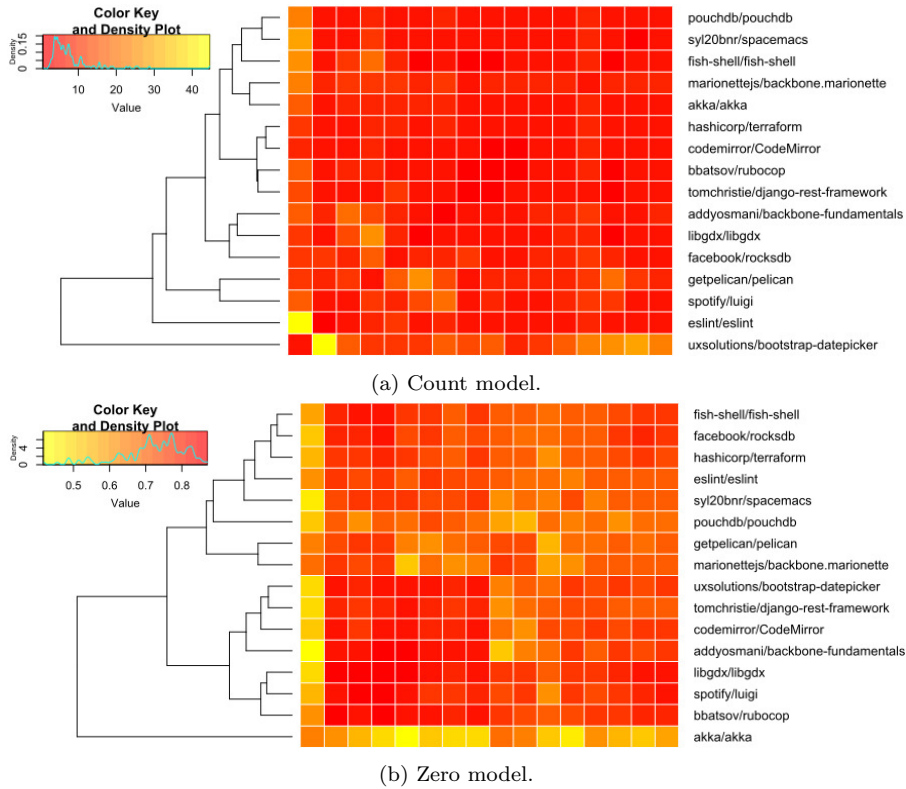 Color Key
and Density Plot
Density
0 0.15
10 20 30 40
Value
pouchdb/pouchdb
syl20bnr/spacemacs
fish-shell/fish-shell
marionettejs/backbone.marionette
akka/akka
hashicorp/terraform
codemirror/CodeMirror
bbatsov/rubocop
tomchristie/django-rest-framework
addyosmani/backbone-fundamentals
libgdx/libgdx
facebook/rocksdb
getpelican/pelican
spotify/luigi
eslint/eslint
uxsolutions/bootstrap-datepicker
(a) Count model.
Color Key
and Density Plot
Density
0 4
0.5 0.6 0.7 0.8
Value
fish-shell/fish-shell
facebook/rocksdb
hashicorp/terraform
eslint/eslint
syl20bnr/spacemacs
pouchdb/pouchdb
getpelican/pelican
marionettejs/backbone.marionette
uxsolutions/bootstrap-datepicker
tomchristie/django-rest-framework
codemirror/CodeMirror
addyosmani/backbone-fundamentals
libgdx/libgdx
spotify/luigi
bbatsov/rubocop
akka/akka
(b) Zero model.